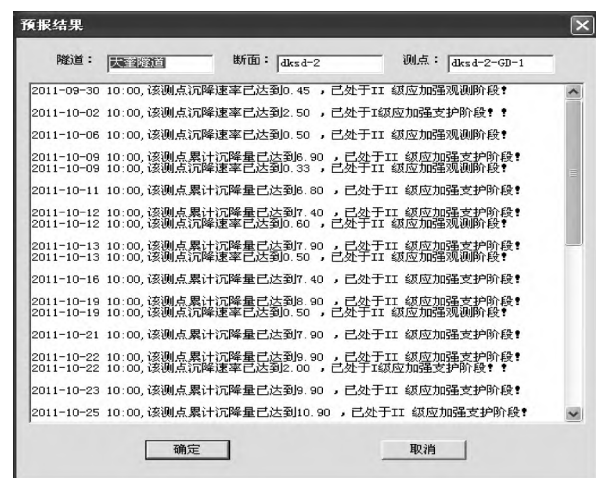 预报结果
隧道： 大奎隧道 断面： dksd-2 测点： dksd-2-GD-1
2011-09-30 10:00,该测点沉降速率已达到0.45 ，已处于II 级应加强观测阶段!
2011-10-02 10:00,该测点沉降速率已达到2.50 ，已处于I级应加强支护阶段! !
2011-10-06 10:00,该测点沉降速率已达到0.50 ，已处于II 级应加强观测阶段!
2011-10-09 10:00,该测点累计沉降量已达到6.90 ，已处于II 级应加强支护阶段!
2011-10-09 10:00,该测点沉降速率已达到0.33 ，已处于II 级应加强观测阶段!
2011-10-11 10:00,该测点累计沉降量已达到6.80 ，已处于II 级应加强支护阶段!
2011-10-12 10:00,该测点累计沉降量已达到7.40 ，已处于II 级应加强支护阶段!
2011-10-12 10:00,该测点沉降速率已达到0.60 ，已处于II 级应加强观测阶段!
2011-10-13 10:00,该测点累计沉降量已达到7.90 ，已处于II 级应加强支护阶段!
2011-10-13 10:00,该测点沉降速率已达到0.50 ，已处于II 级应加强观测阶段!
2011-10-16 10:00,该测点累计沉降量已达到7.40 ，已处于II 级应加强支护阶段!
2011-10-19 10:00,该测点累计沉降量已达到8.90 ，已处于II 级应加强支护阶段!
2011-10-19 10:00,该测点沉降速率已达到0.50 ，已处于II 级应加强观测阶段!
2011-10-21 10:00,该测点累计沉降量已达到7.90 ，已处于II 级应加强支护阶段!
2011-10-22 10:00,该测点累计沉降量已达到9.90 ，已处于II 级应加强支护阶段!
2011-10-22 10:00,该测点沉降速率已达到2.00 ，已处于I级应加强支护阶段! !
2011-10-23 10:00,该测点累计沉降量已达到9.90 ，已处于II 级应加强支护阶段!
2011-10-25 10:00,该测点累计沉降量已达到10.90 ，已处于II 级应加强支护阶段!
确定 取消